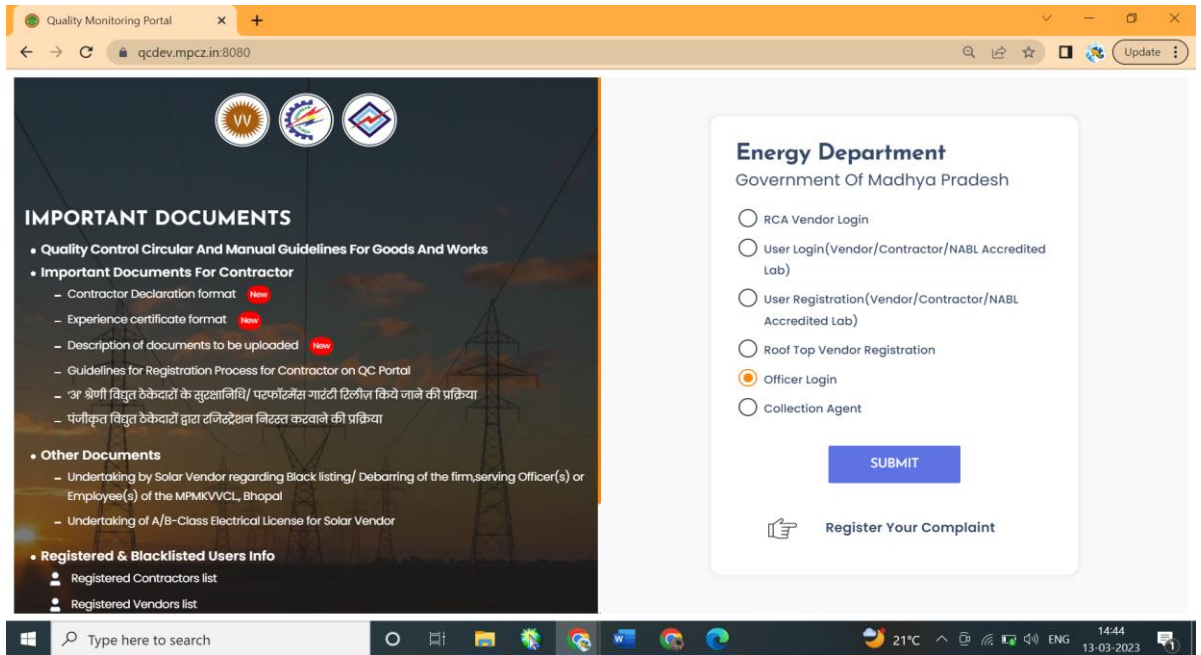 Quality Monitoring Portal
qcdev.mpcz.in:8080
Update
VV
IMPORTANT DOCUMENTS
Quality Control Circular And Manual Guidelines For Goods And Works
Important Documents For Contractor
Contractor Declaration format New
Experience certificate format New
Description of documents to be uploaded New
Guidelines for Registration Process for Contractor on QC Portal
'अ' श्रेणी विद्युत ठेकेदारों के सुरक्षानिधि/ परफॉरमेंस गारंटी रिलीज़ किये जाने की प्रक्रिया
पंजीकृत विद्युत ठेकेदारों द्वारा रजिस्ट्रेशन निरस्त करवाने की प्रक्रिया
Other Documents
Undertaking by Solar Vendor regarding Black listing/ Debarring of the firm,serving Officer(s) or
Employee(s) of the MPMKVVCL, Bhopal
Undertaking of A/B-Class Electrical License for Solar Vendor
Registered & Blacklisted Users Info
Registered Contractors list
Registered Vendors list
Energy Department
Government Of Madhya Pradesh
RCA Vendor Login
User Login(Vendor/Contractor/NABL Accredited
Lab)
User Registration(Vendor/Contractor/NABL
Accredited Lab)
Roof Top Vendor Registration
Officer Login
Collection Agent
SUBMIT
Register Your Complaint
Type here to search
21°C
ENG
14:44
13-03-2023
1